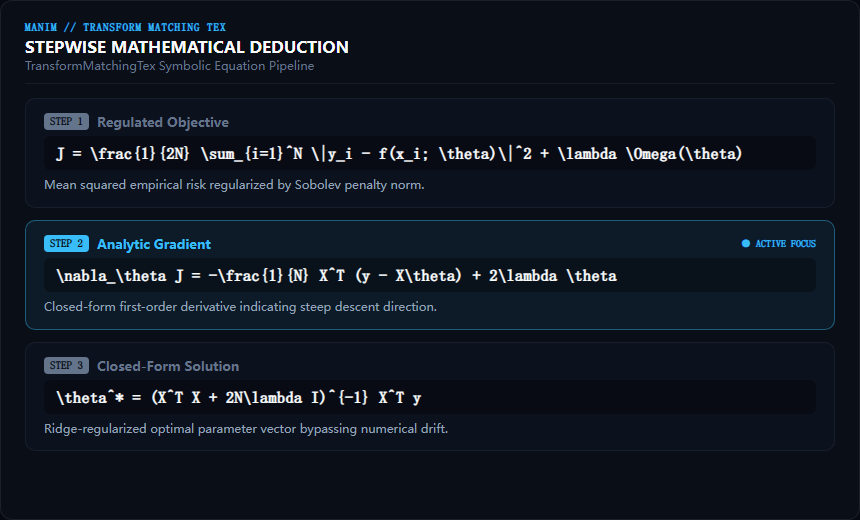 MANIM // TRANSFORM MATCHING TEX
STEPWISE MATHEMATICAL DEDUCTION
TransformMatchingTex Symbolic Equation Pipeline
STEP 1 Regulated Objective
J = \frac{1}{2N} \sum_{i=1}^N \|y_i - f(x_i; \theta)\|^2 + \lambda \Omega(\theta)
Mean squared empirical risk regularized by Sobolev penalty norm.
STEP 2 Analytic Gradient ● ACTIVE FOCUS
\nabla_\theta J = -\frac{1}{N} X^T (y - X\theta) + 2\lambda \theta
Closed-form first-order derivative indicating steep descent direction.
STEP 3 Closed-Form Solution
\theta^* = (X^T X + 2N\lambda I)^{-1} X^T y
Ridge-regularized optimal parameter vector bypassing numerical drift.